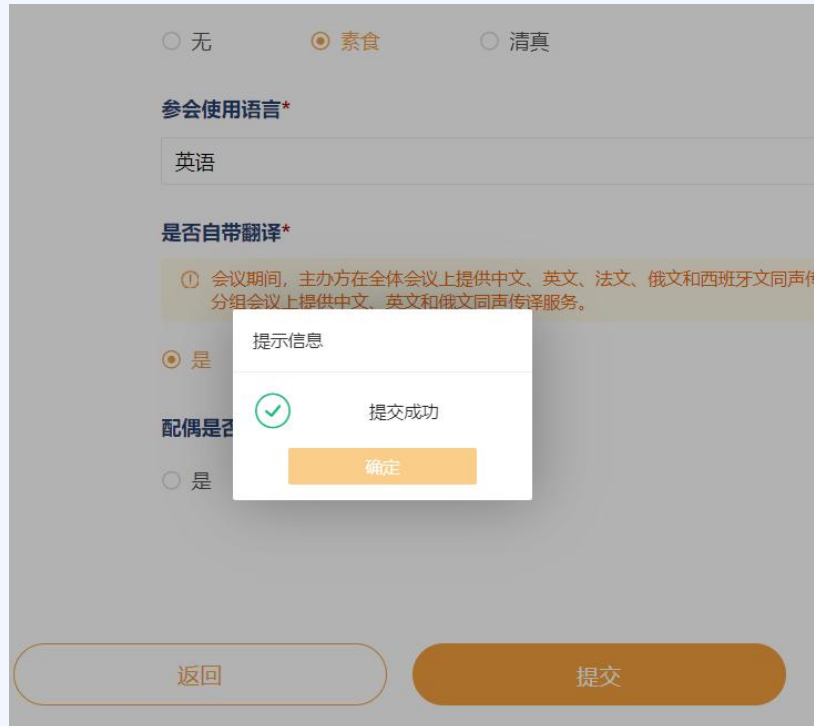 无 素食 清真
参会使用语言*
英语
是否自带翻译*
会议期间，主办方在全体会议上提供中文、英文、法文、俄文和西班牙文同声传
分组会议上提供中文、英文和俄文同声传译服务。
提示信息
是
提交成功
配偶是否
确定
是
返回 提交